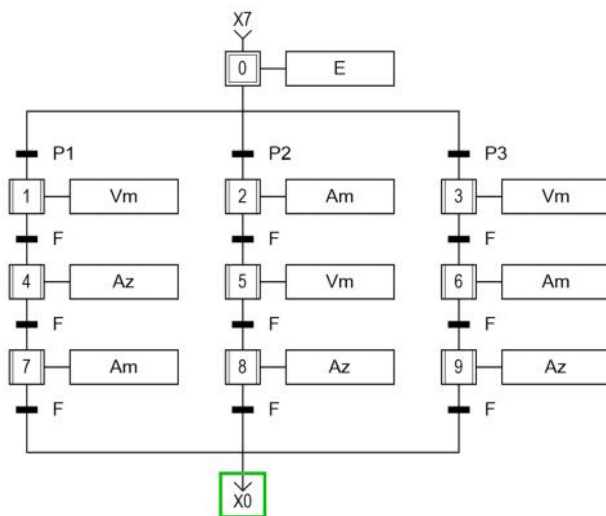 X7
0 E
P1 P2 P3
1 Vm 2 Am 3 Vm
F F F
4 Az 5 Vm 6 Am
F F F
7 Am 8 Az 9 Az
F F F
X0